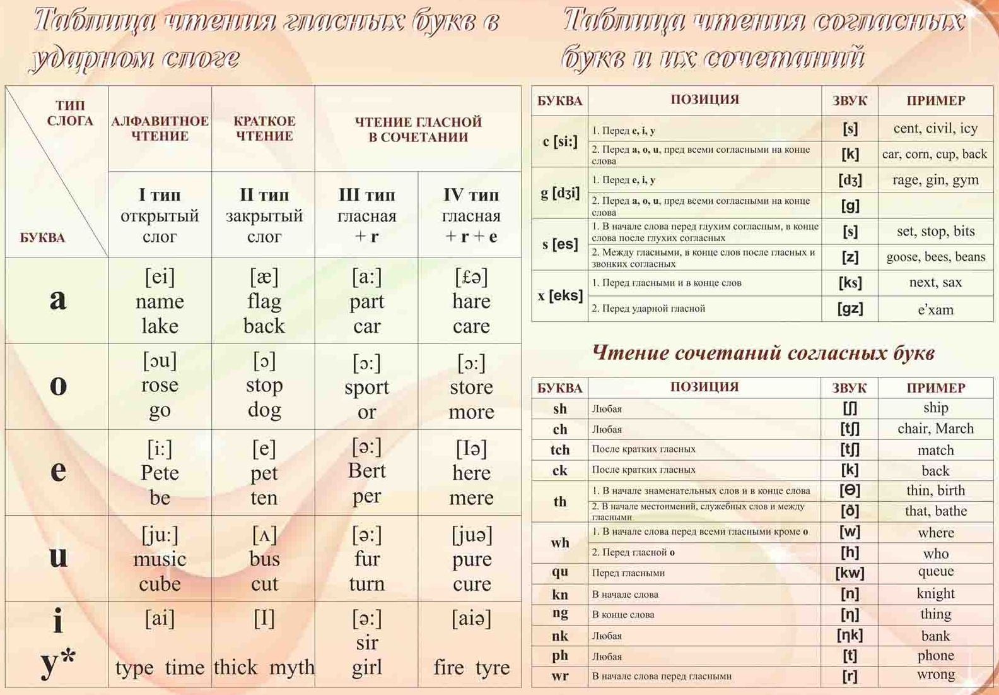 Таблица чтения гласных букв в
ударном слоге
ТИП
СЛОГА
БУКВА
АЛФАВИТНОЕ
ЧТЕНИЕ
КРАТКОЕ
ЧТЕНИЕ
ЧТЕНИЕ ГЛАСНОЙ
В СОЧЕТАНИИ
I тип
открытый
слог
II тип
закрытый
слог
III тип
гласная
+ r
IV тип
гласная
+ r + e
a
[ei]
name
lake
[æ]
flag
back
[a:]
part
car
[£ə]
hare
care
o
[ɔu]
rose
go
[ɔ]
stop
dog
[ɔ:]
sport
or
[ɔ:]
store
more
e
[i:]
Pete
be
[e]
pet
ten
[ə:]
Bert
per
[Iə]
here
mere
u
[ju:]
music
cube
[ʌ]
bus
cut
[ə:]
fur
turn
[juə]
pure
cure
i
y*
[ai]
type time
[I]
thick myth
[ə:]
sir
girl
[aiə]
fire tyre
Таблица чтения согласных
букв и их сочетаний
БУКВА ПОЗИЦИЯ ЗВУК ПРИМЕР
c [si:]
1. Перед e, i, y [s] cent, civil, icy
2. Перед a, o, u, пред всеми согласными на конце
слова
[k] car, corn, cup, back
g [dʒi]
1. Перед e, i, y [dʒ] rage, gin, gym
2. Перед a, o, u, пред всеми согласными на конце
слова
[g]
s [es]
1. В начале слова перед глухим согласным, в конце
слова после глухих согласных
[s] set, stop, bits
2. Между гласными, в конце слов после гласных и
звонких согласных
[z] goose, bees, beans
x [eks]
1. Перед гласными и в конце слов [ks] next, sax
2. Перед ударной гласной [gz] e’xam
Чтение сочетаний согласных букв
БУКВА ПОЗИЦИЯ ЗВУК ПРИМЕР
sh Любая [ʃ] ship
ch Любая [tʃ] chair, March
tch После кратких гласных [tʃ] match
ck После кратких гласных [k] back
th
1. В начале знаменательных слов и в конце слова [Ɵ] thin, birth
2. В начале местоимений, служебных слов и между
гласными
[ð] that, bathe
wh
1. В начале слова перед всеми гласными кроме o [w] where
2. Перед гласной o [h] who
qu Перед гласными [kw] queue
kn В начале слова [n] knight
ng В конце слова [η] thing
nk Любая [ηk] bank
ph Любая [t] phone
wr В начале слова перед гласными [r] wrong